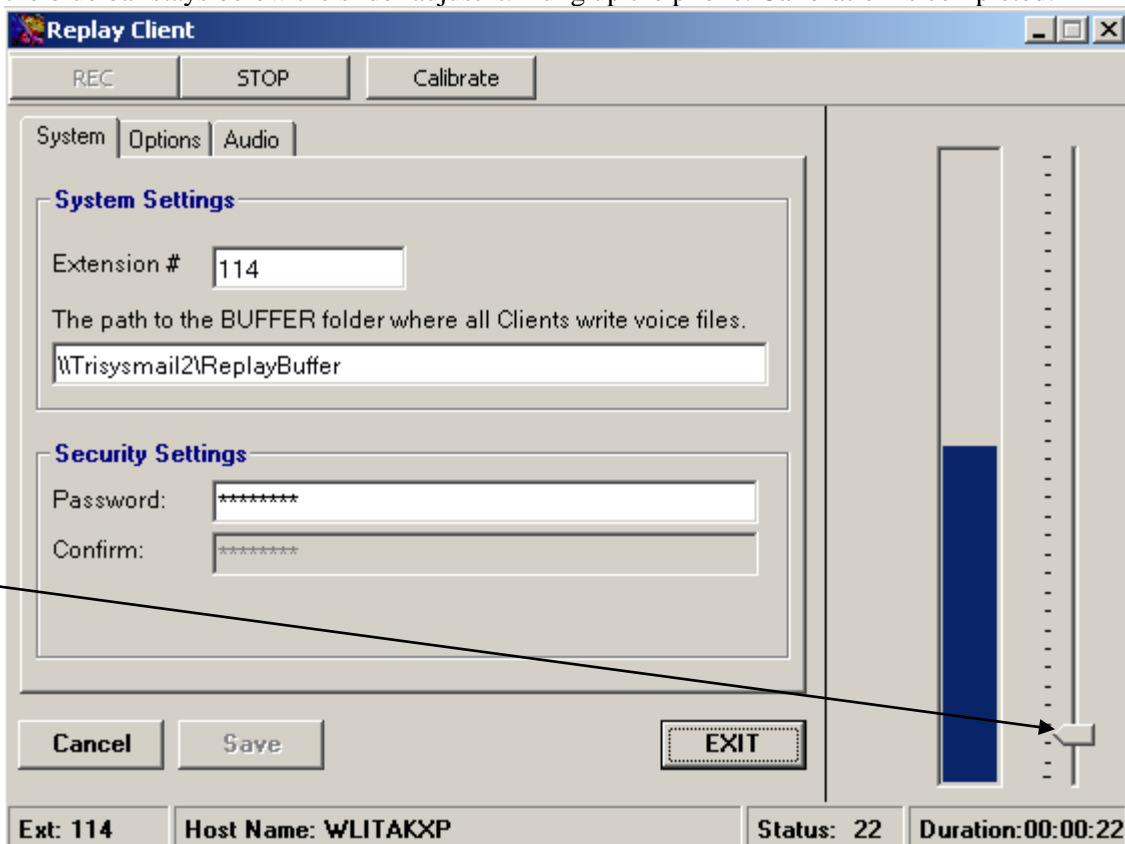 Replay Client
REC STOP Calibrate
System Options Audio
System Settings
Extension # 114
The path to the BUFFER folder where all Clients write voice files.
\\Trisysmail2\ReplayBuffer
Security Settings
Password: ********
Confirm: ********
Cancel Save EXIT
Ext: 114 Host Name: WLITAKXP Status: 22 Duration:00:00:22